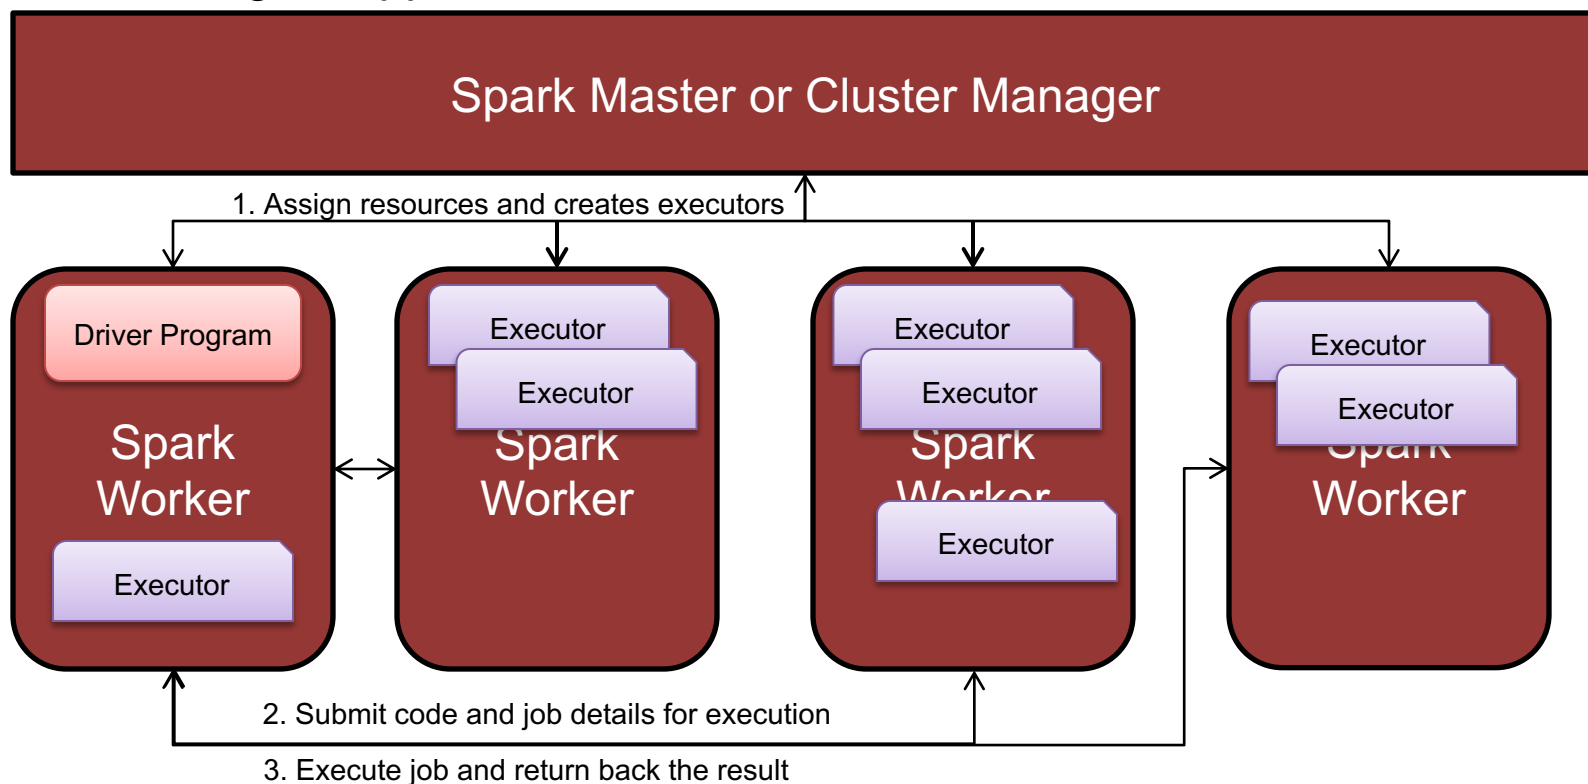 Spark Master or Cluster Manager
1. Assign resources and creates executors
Driver Program
Spark
Worker
Executor
Executor
Executor
Spark
Worker
Executor
Executor
Spark
Worker
Executor
Executor
Executor
Spark
Worker
2. Submit code and job details for execution
3. Execute job and return back the result